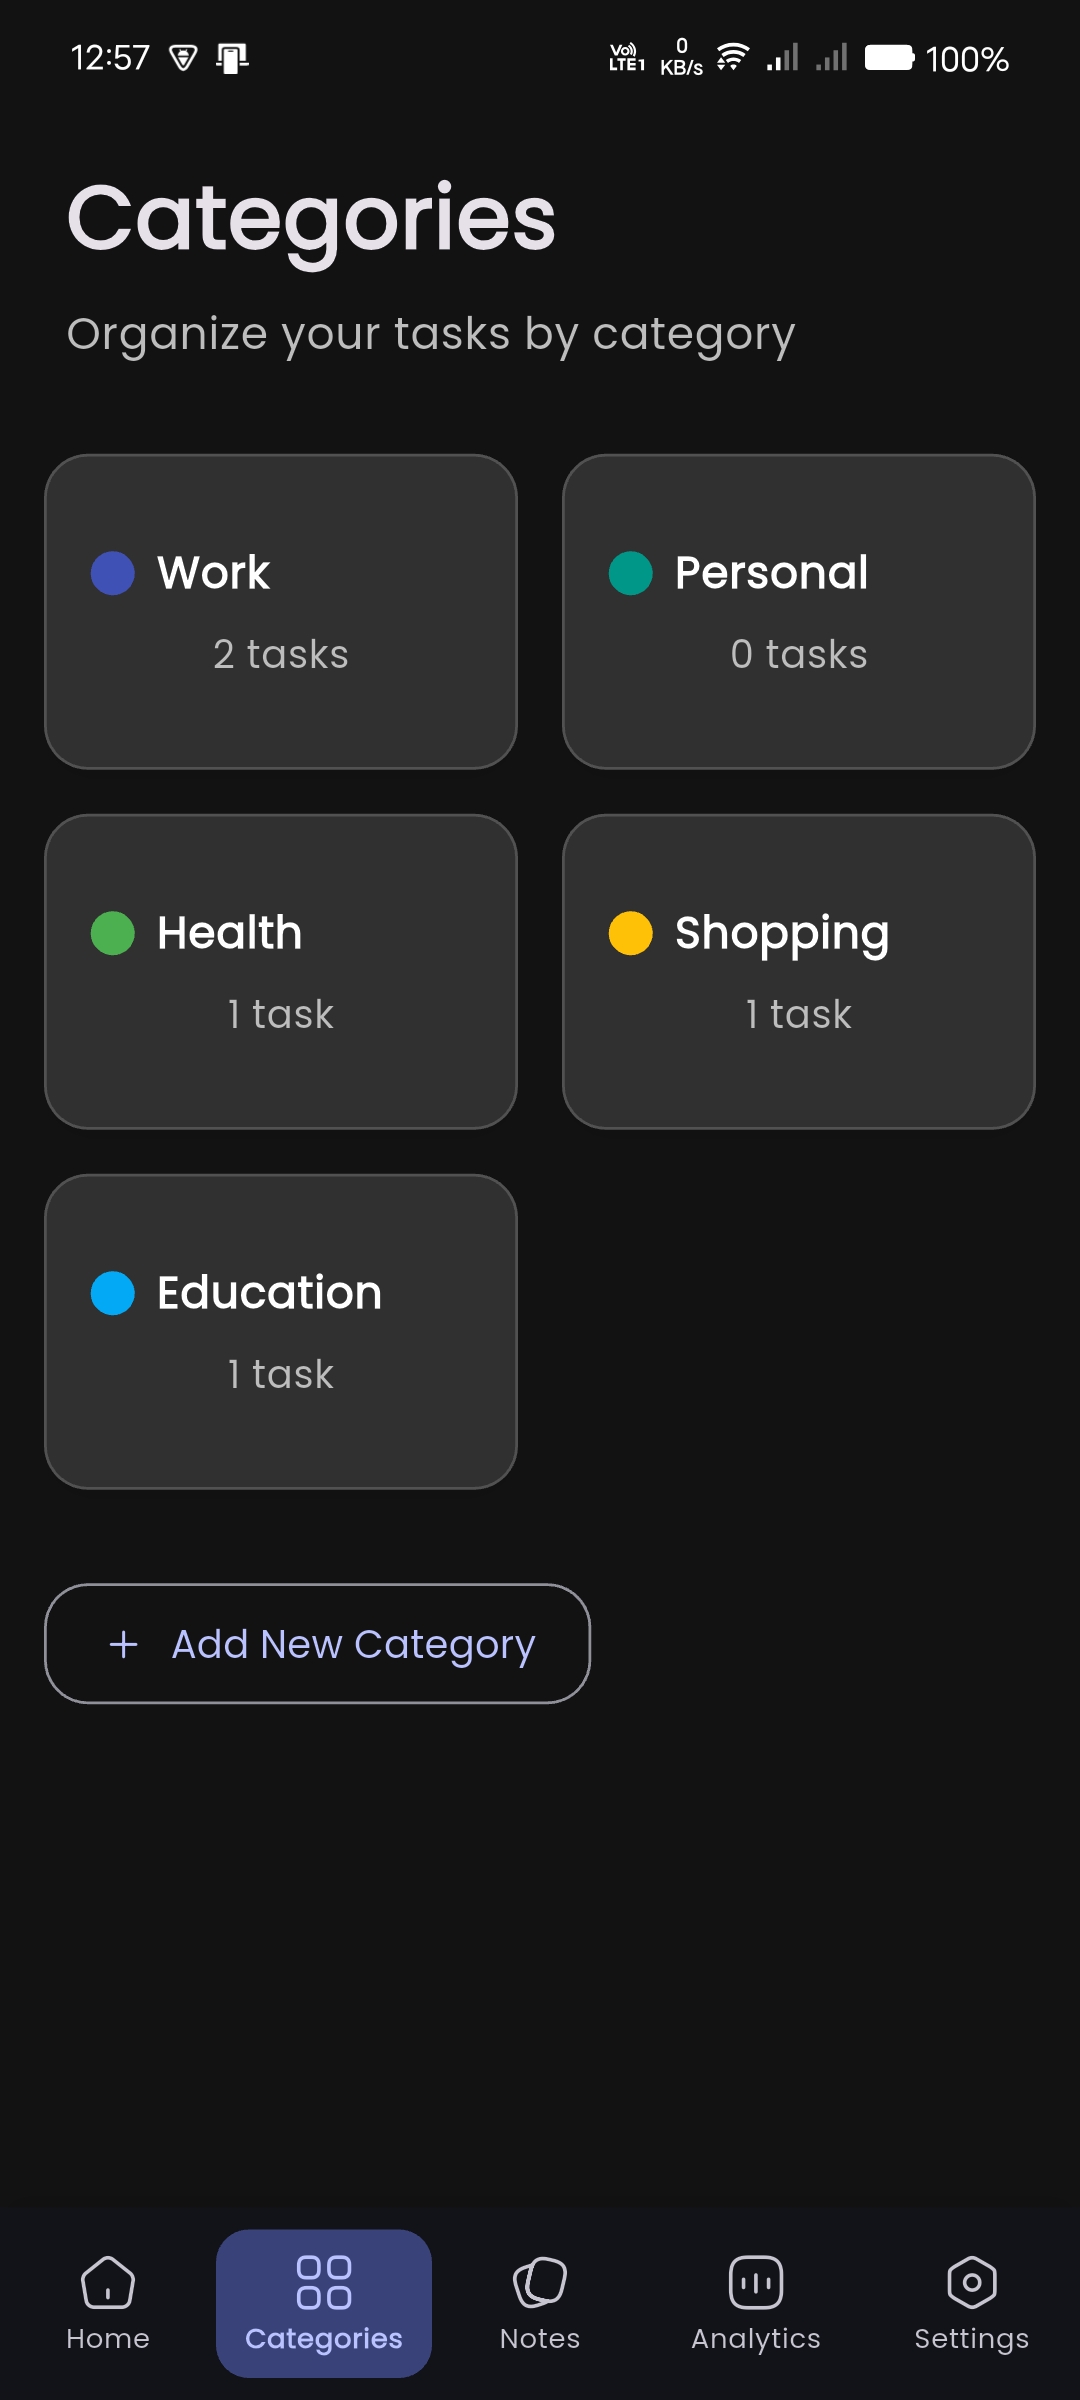 12:57
Vo)) LTE1 0 KB/s 100%
Categories
Organize your tasks by category
Work
2 tasks
Personal
0 tasks
Health
1 task
Shopping
1 task
Education
1 task
+ Add New Category
Home
Categories
Notes
Analytics
Settings